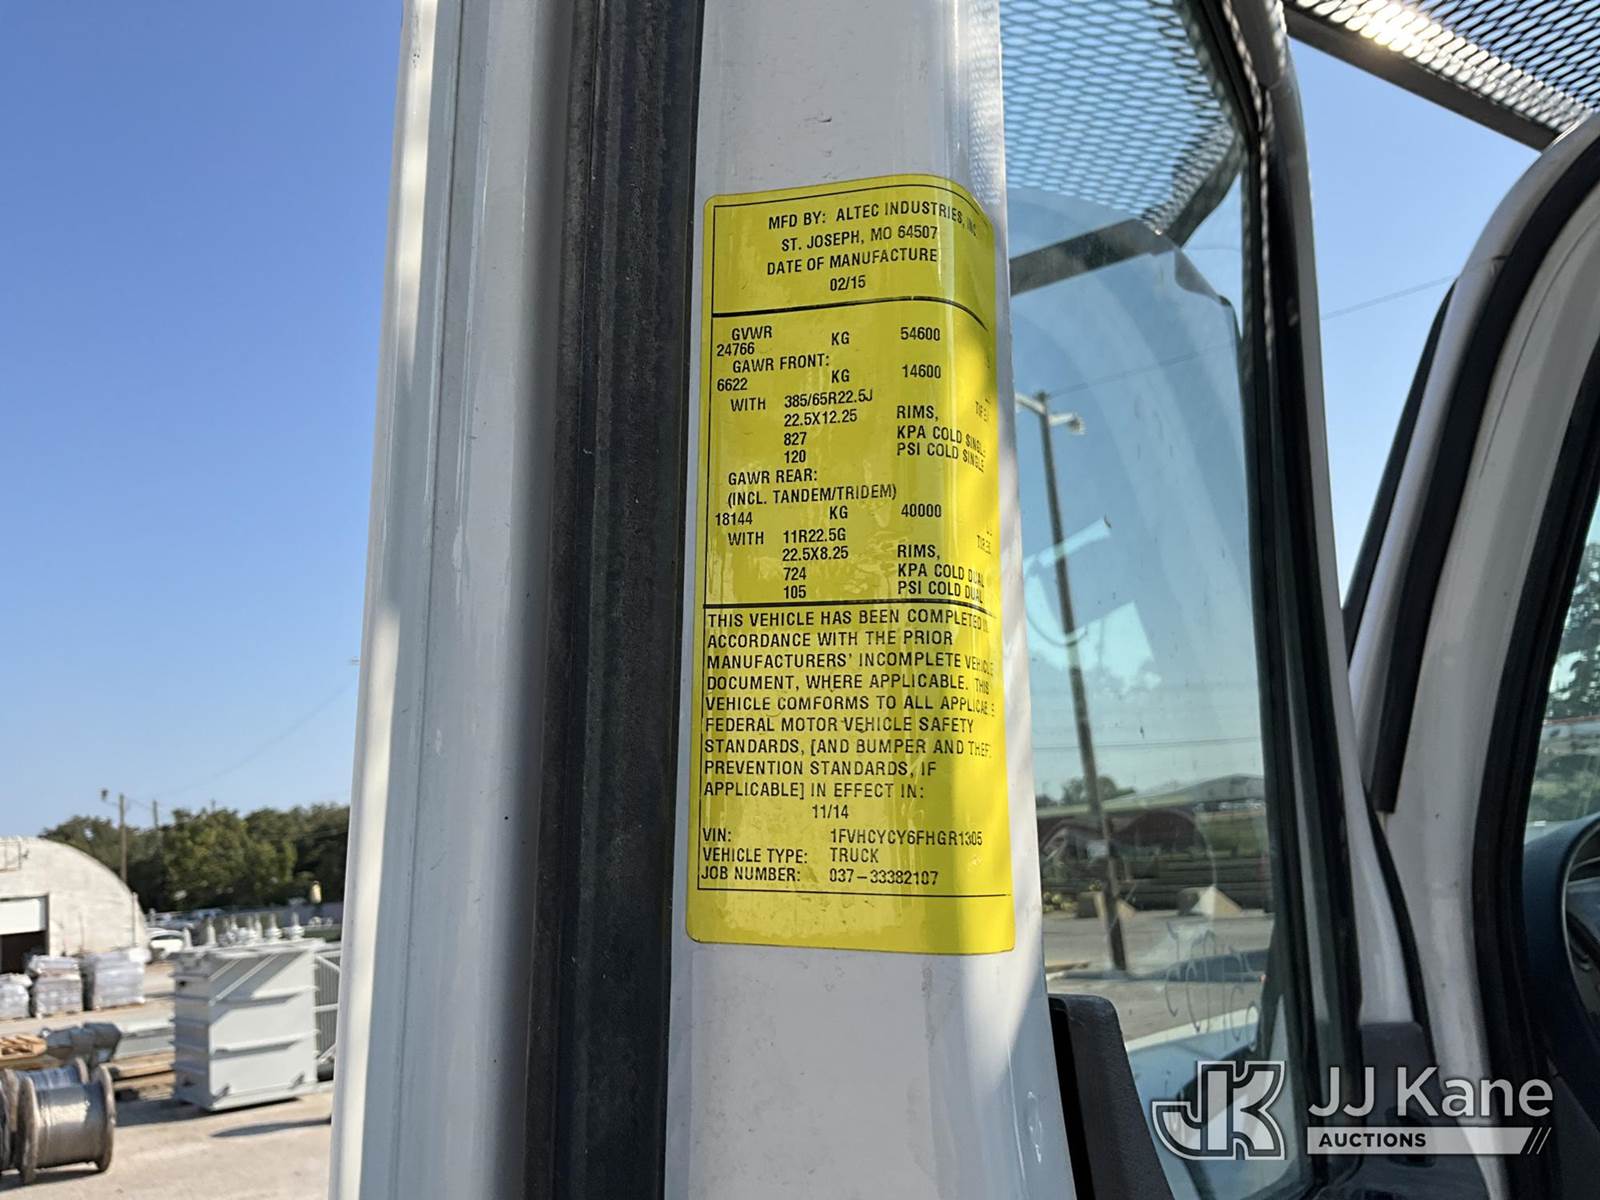 MFD BY: ALTEC INDUSTRIES, INC
ST. JOSEPH, MO 64507
DATE OF MANUFACTURE
02/15
GVWR
24766 KG 54600
GAWR FRONT:
6622 KG 14600
WITH 385/65R22.5J
22.5X12.25 RIMS,
827 KPA COLD SINGLE
120 PSI COLD SINGLE
GAWR REAR:
(INCL. TANDEM/TRIDEM)
18144 KG 40000
WITH 11R22.5G
22.5X8.25 RIMS,
724 KPA COLD DUAL
105 PSI COLD DUAL
THIS VEHICLE HAS BEEN COMPLETED IN
ACCORDANCE WITH THE PRIOR
MANUFACTURERS' INCOMPLETE VEHICLE
DOCUMENT, WHERE APPLICABLE. THIS
VEHICLE COMFORMS TO ALL APPLICABLE
FEDERAL MOTOR VEHICLE SAFETY
STANDARDS, [AND BUMPER AND THEFT
PREVENTION STANDARDS, IF
APPLICABLE] IN EFFECT IN:
11/14
VIN: 1FVHCYCY6FHGR1305
VEHICLE TYPE: TRUCK
JOB NUMBER: 037-33382107
JK JJ Kane
AUCTIONS